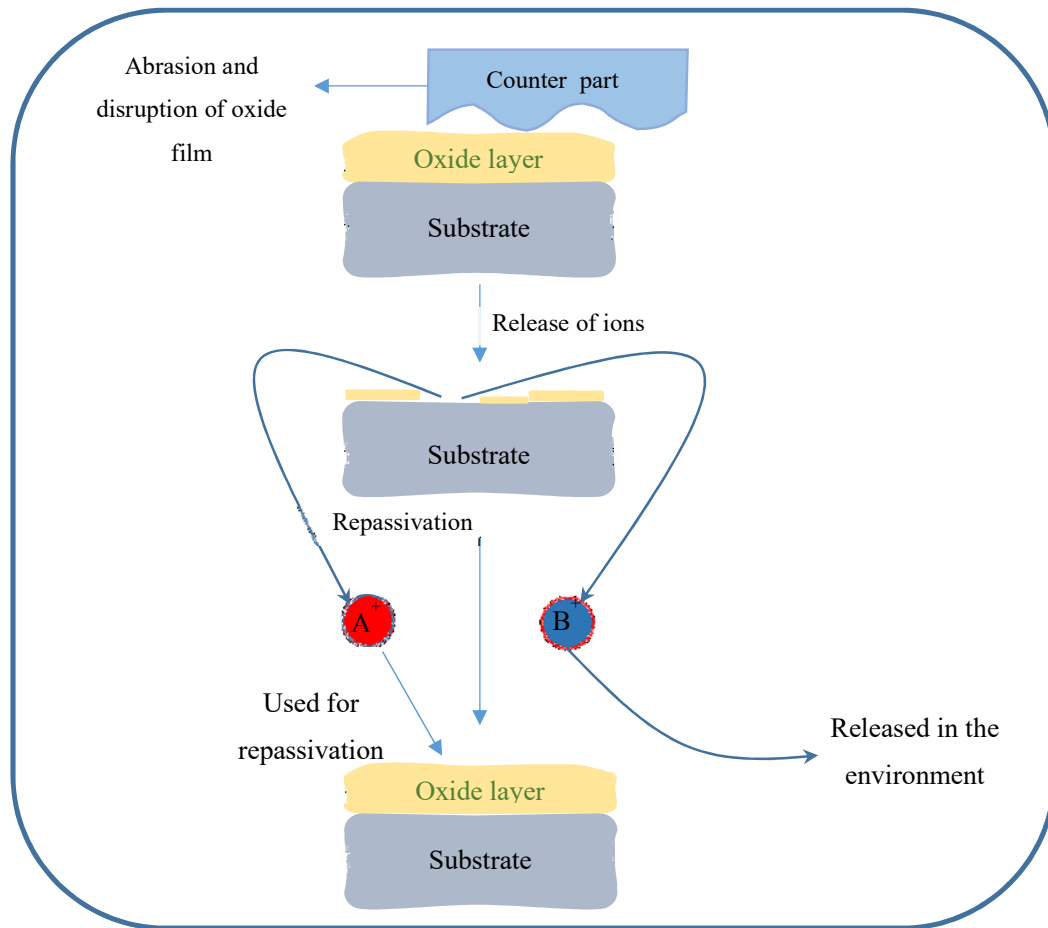 Abrasion and
disruption of oxide
film
Counter part
Oxide layer
Substrate
Release of ions
Substrate
Repassivation
A+
B+
Used for
repassivation
Released in the
environment
Oxide layer
Substrate